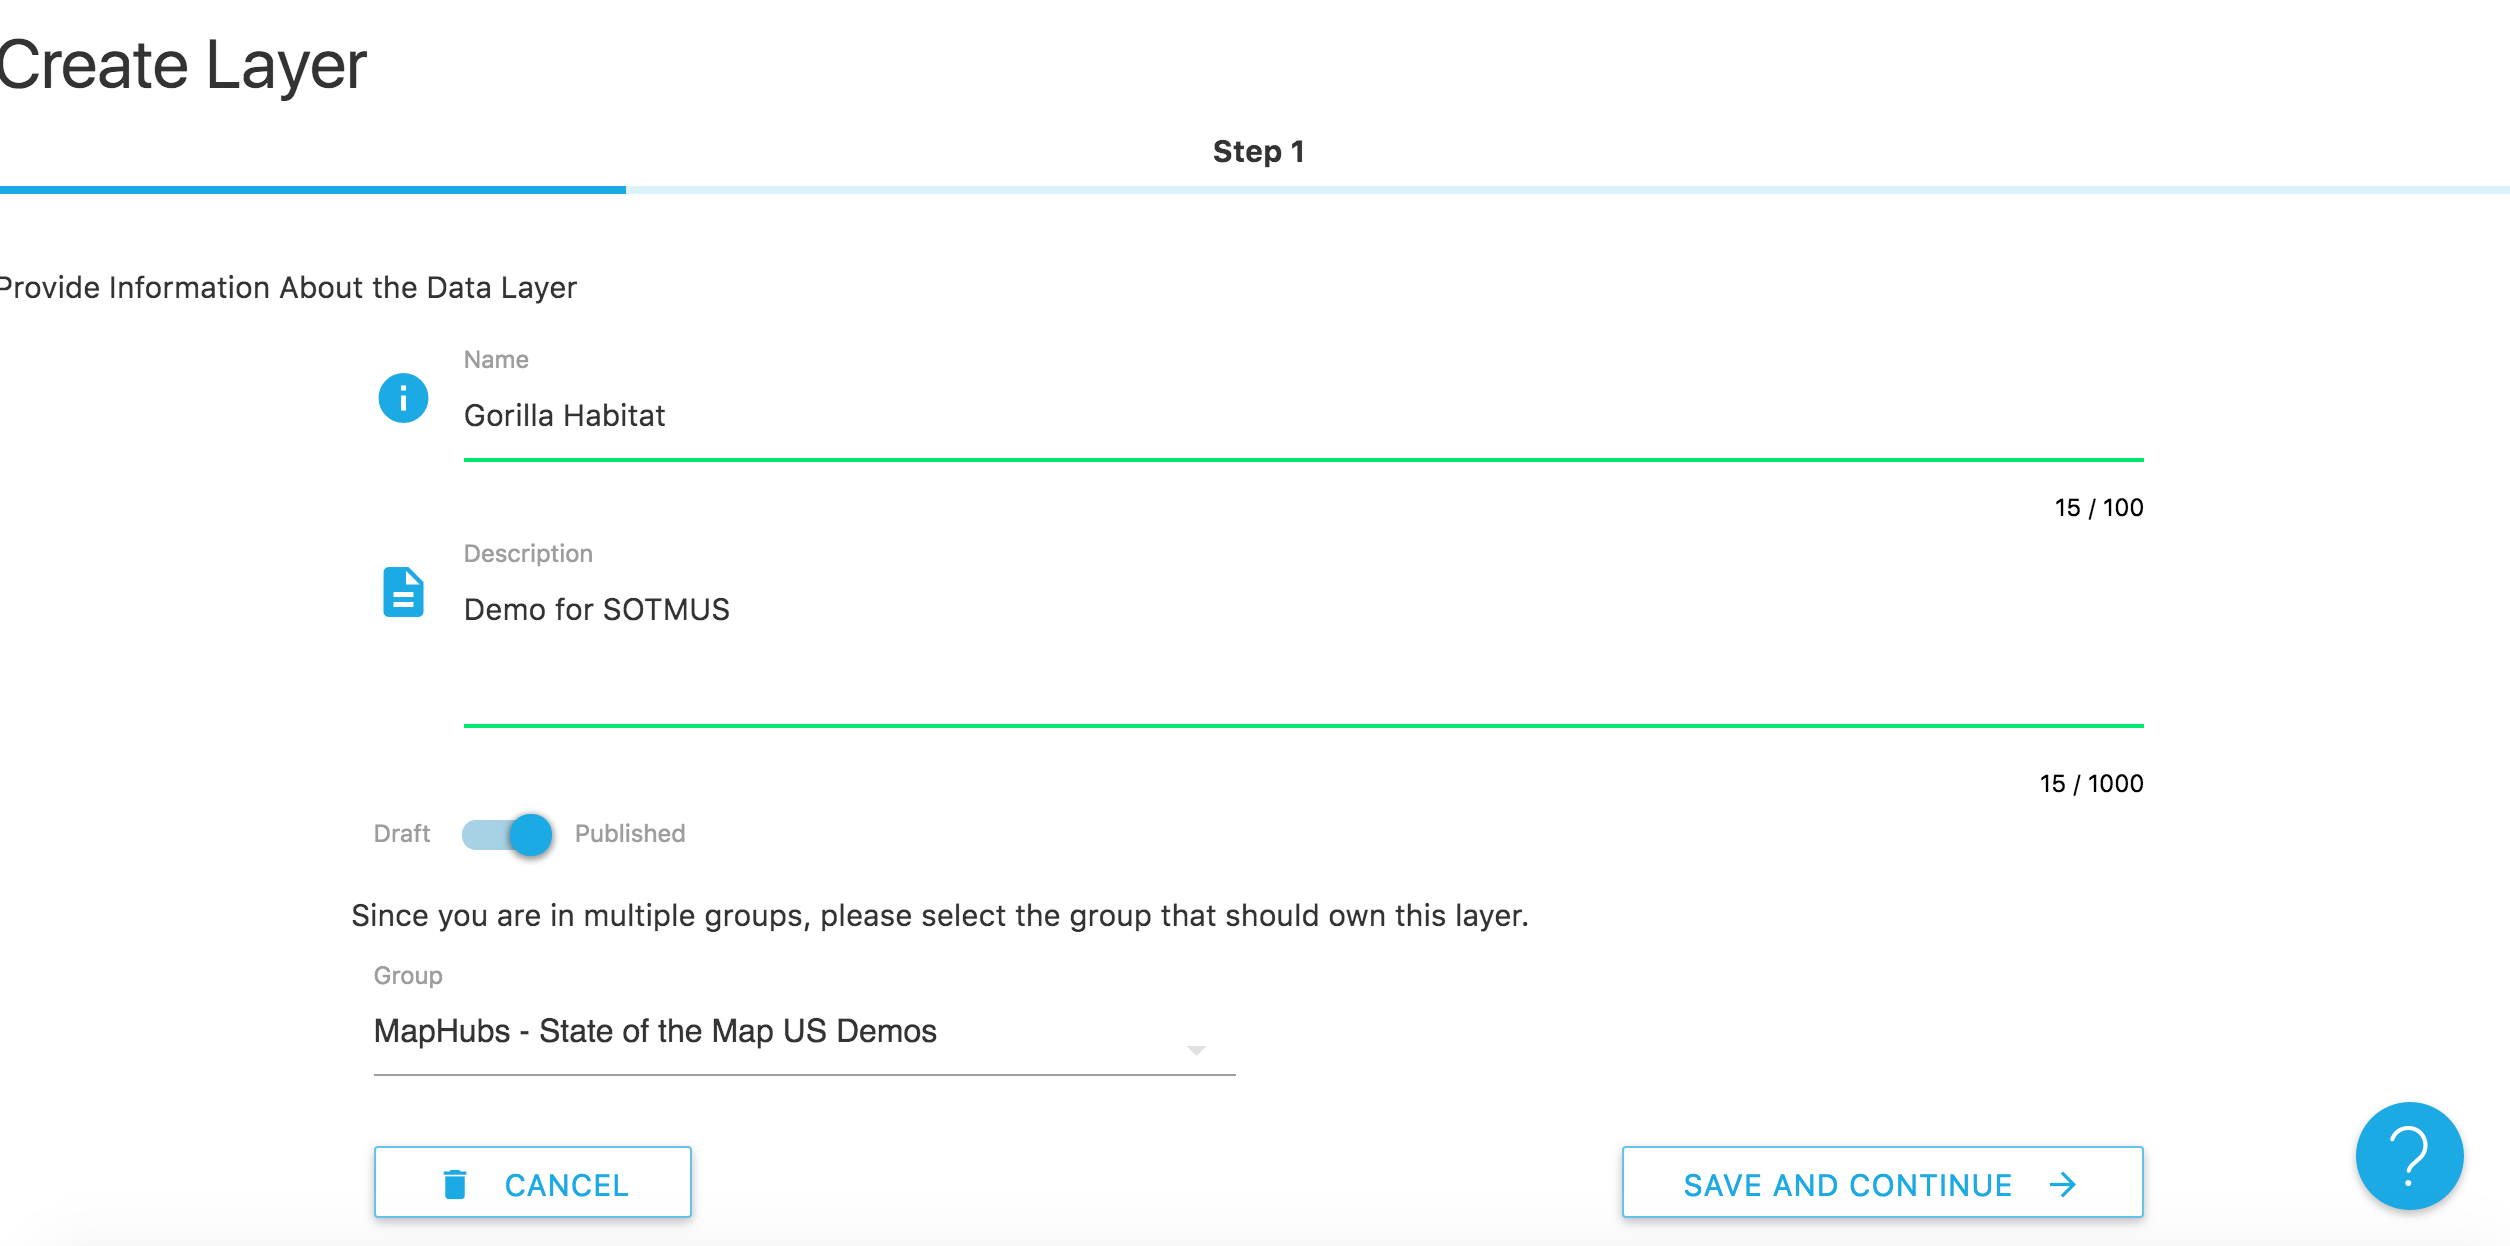 Create Layer
Step 1
Provide Information About the Data Layer
Name
Gorilla Habitat
15 / 100
Description
Demo for SOTMUS
15 / 1000
Draft Published
Since you are in multiple groups, please select the group that should own this layer.
Group
MapHubs - State of the Map US Demos
CANCEL SAVE AND CONTINUE